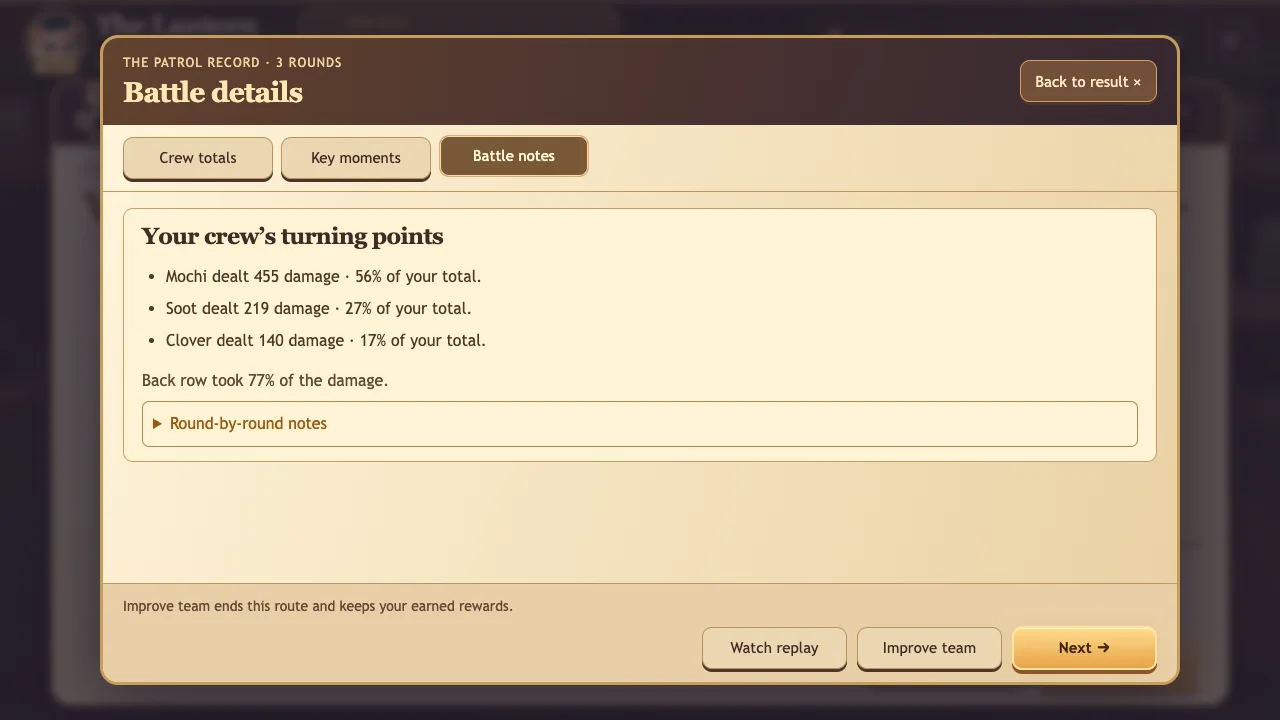 THE PATROL RECORD · 3 ROUNDS
Battle details
Back to result ×
Crew totals
Key moments
Battle notes
Your crew’s turning points
• Mochi dealt 455 damage · 56% of your total.
• Soot dealt 219 damage · 27% of your total.
• Clover dealt 140 damage · 17% of your total.
Back row took 77% of the damage.
▶ Round-by-round notes
Improve team ends this route and keeps your earned rewards.
Watch replay
Improve team
Next →